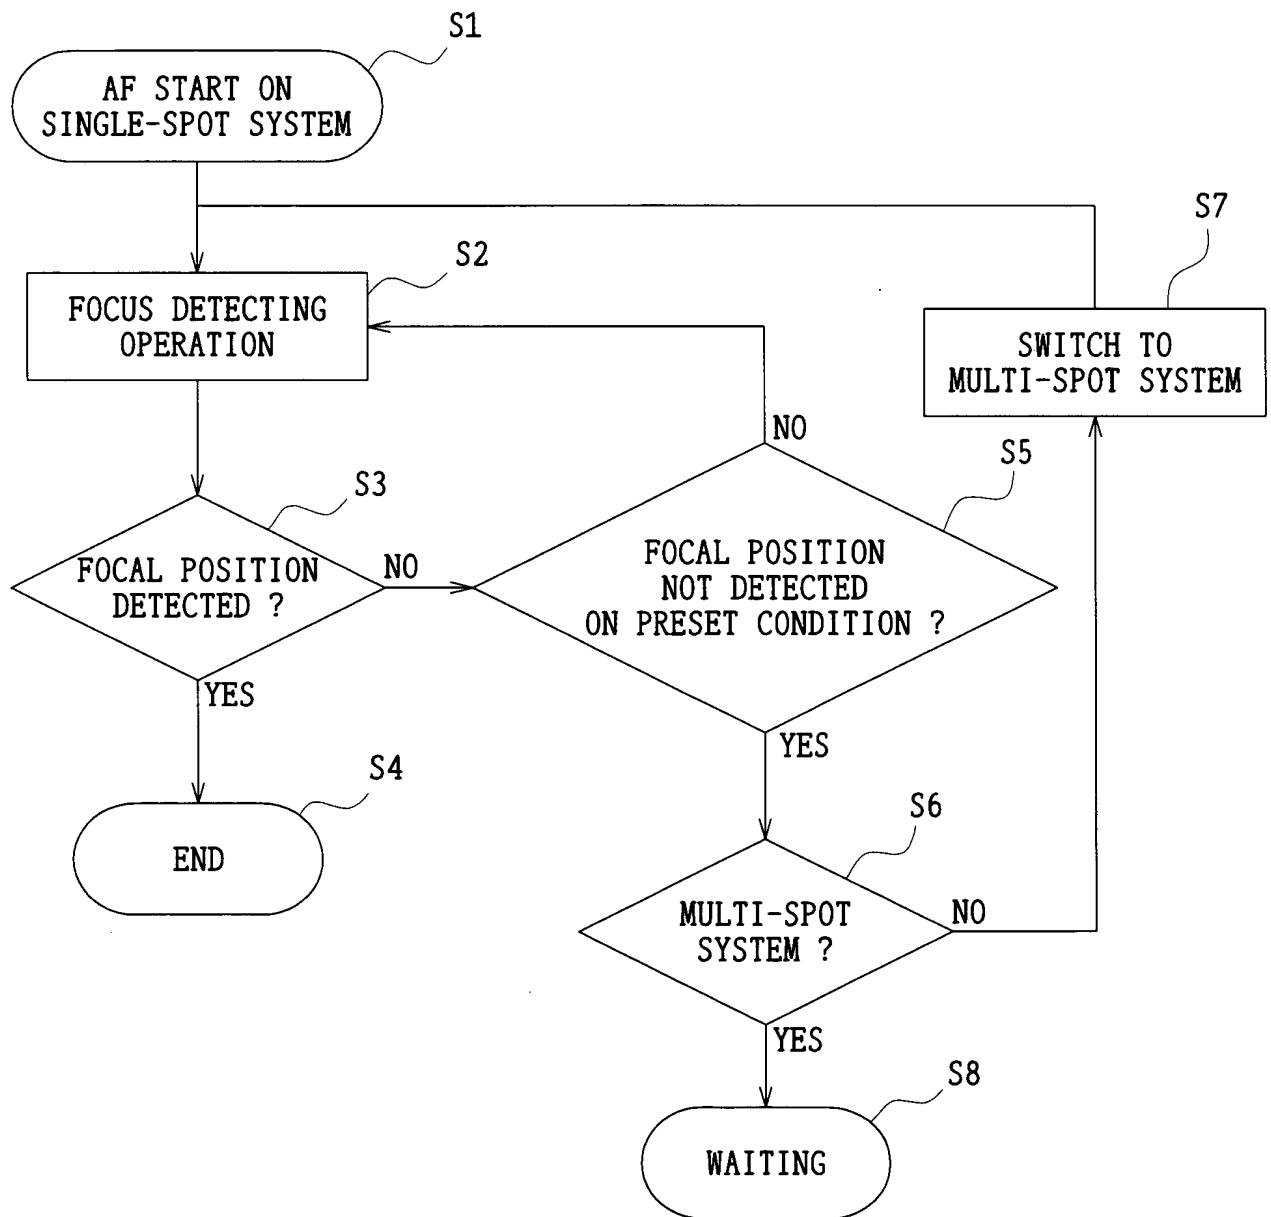 S1
AF START ON
SINGLE-SPOT SYSTEM
S7
S2
FOCUS DETECTING
OPERATION
SWITCH TO
MULTI-SPOT SYSTEM
NO
S5
S3
FOCAL POSITION
DETECTED ?
NO
FOCAL POSITION
NOT DETECTED
ON PRESET CONDITION ?
YES
YES
S4
END
S6
MULTI-SPOT
SYSTEM ?
NO
YES
S8
WAITING